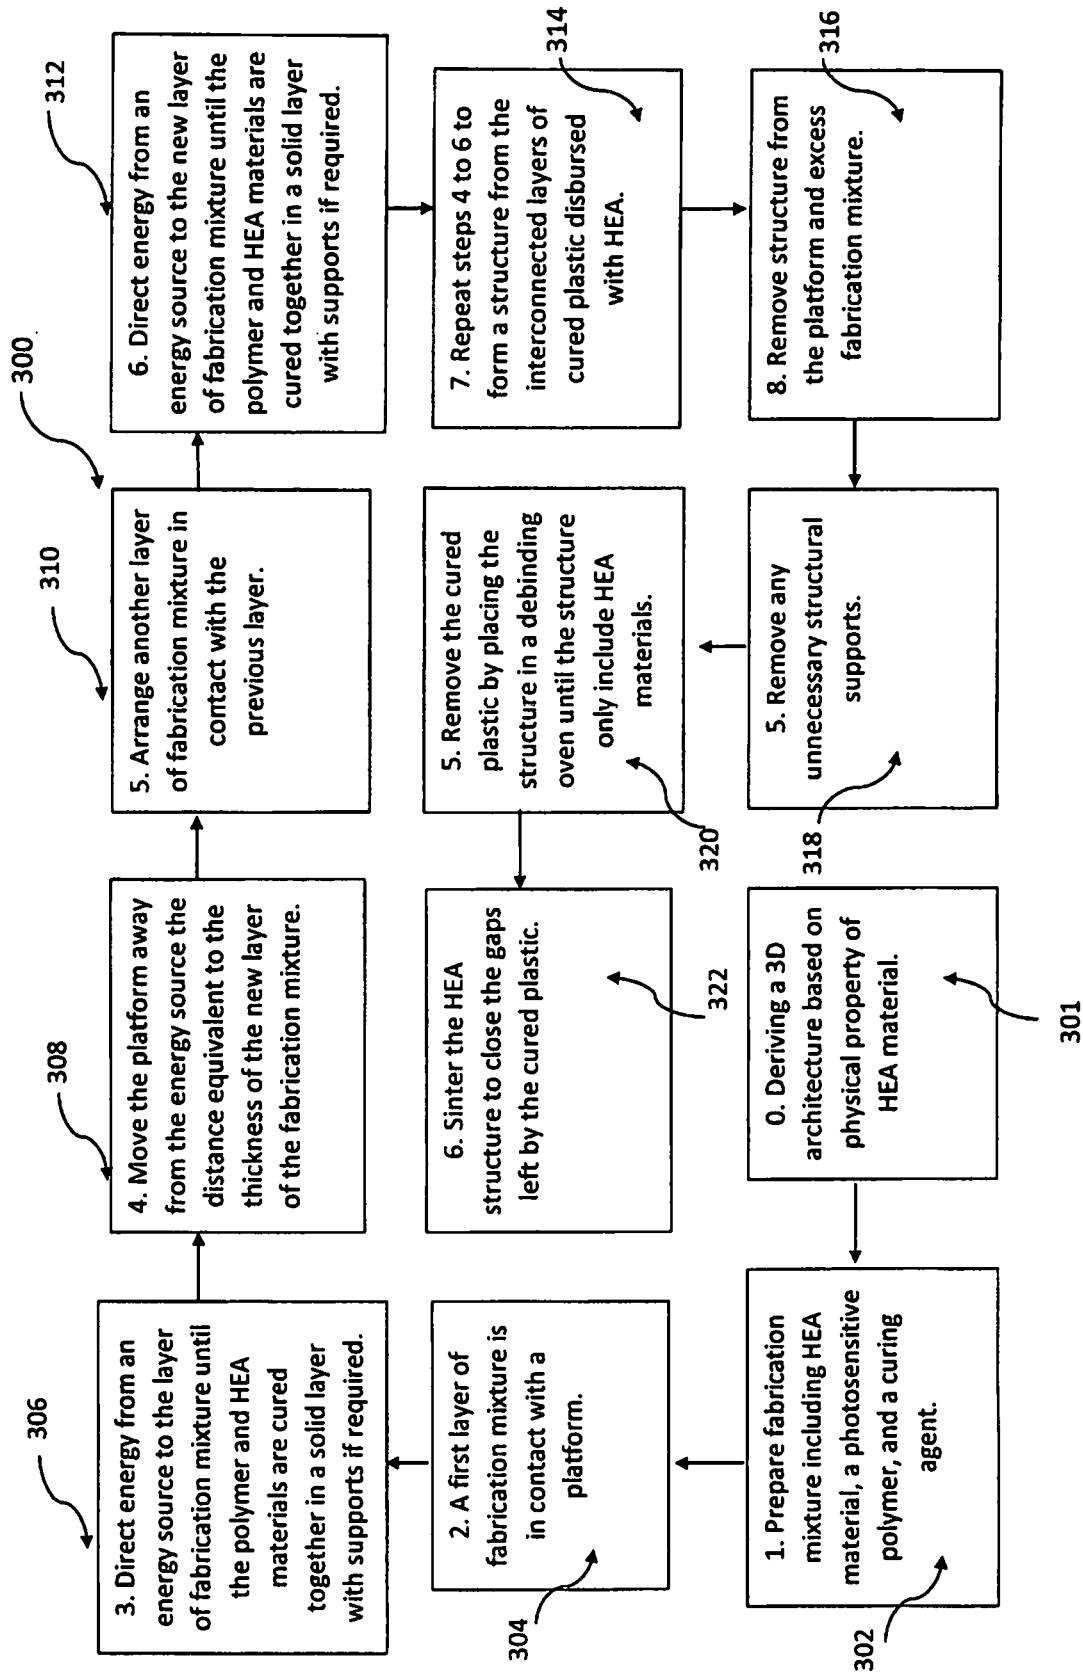 300
301
0. Deriving a 3D
architecture based on
physical property of
HEA material.
302
1. Prepare fabrication
mixture including HEA
material, a photosensitive
polymer, and a curing
agent.
304
2. A first layer of
fabrication mixture is
in contact with a
platform.
306
3. Direct energy from an
energy source to the layer
of fabrication mixture until
the polymer and HEA
materials are cured
together in a solid layer
with supports if required.
308
4. Move the platform away
from the energy source the
distance equivalent to the
thickness of the new layer
of the fabrication mixture.
310
5. Arrange another layer
of fabrication mixture in
contact with the
previous layer.
312
6. Direct energy from an
energy source to the new layer
of fabrication mixture until the
polymer and HEA materials are
cured together in a solid layer
with supports if required.
314
7. Repeat steps 4 to 6 to
form a structure from the
interconnected layers of
cured plastic disbursed
with HEA.
316
8. Remove structure from
the platform and excess
fabrication mixture.
318
5. Remove any
unnecessary structural
supports.
320
5. Remove the cured
plastic by placing the
structure in a debinding
oven until the structure
only include HEA
materials.
322
6. Sinter the HEA
structure to close the gaps
left by the cured plastic.